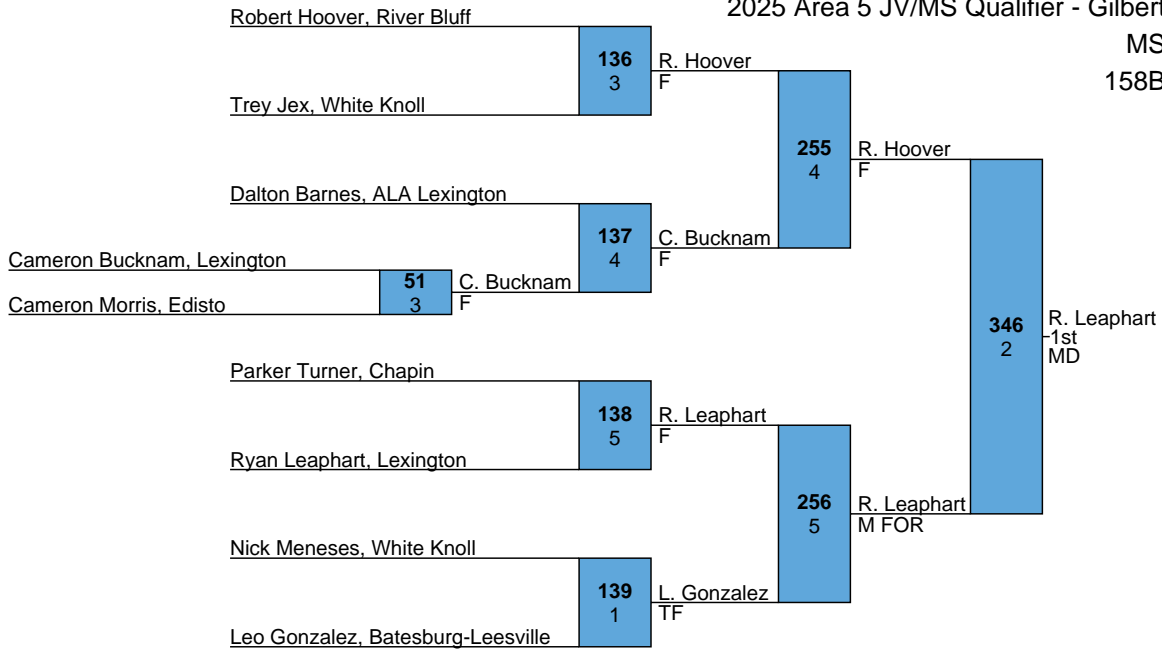 2025 Area 5 JV/MS Qualifier - Gilbert
MS
158B
Robert Hoover, River Bluff
136
3
R. Hoover
F
Trey Jex, White Knoll
255
4
R. Hoover
F
Dalton Barnes, ALA Lexington
137
4
C. Bucknam
F
Cameron Bucknam, Lexington
51
3
C. Bucknam
F
Cameron Morris, Edisto
346
2
R. Leaphart
1st
MD
Parker Turner, Chapin
138
5
R. Leaphart
F
Ryan Leaphart, Lexington
256
5
R. Leaphart
M FOR
Nick Meneses, White Knoll
139
1
L. Gonzalez
TF
Leo Gonzalez, Batesburg-Leesville